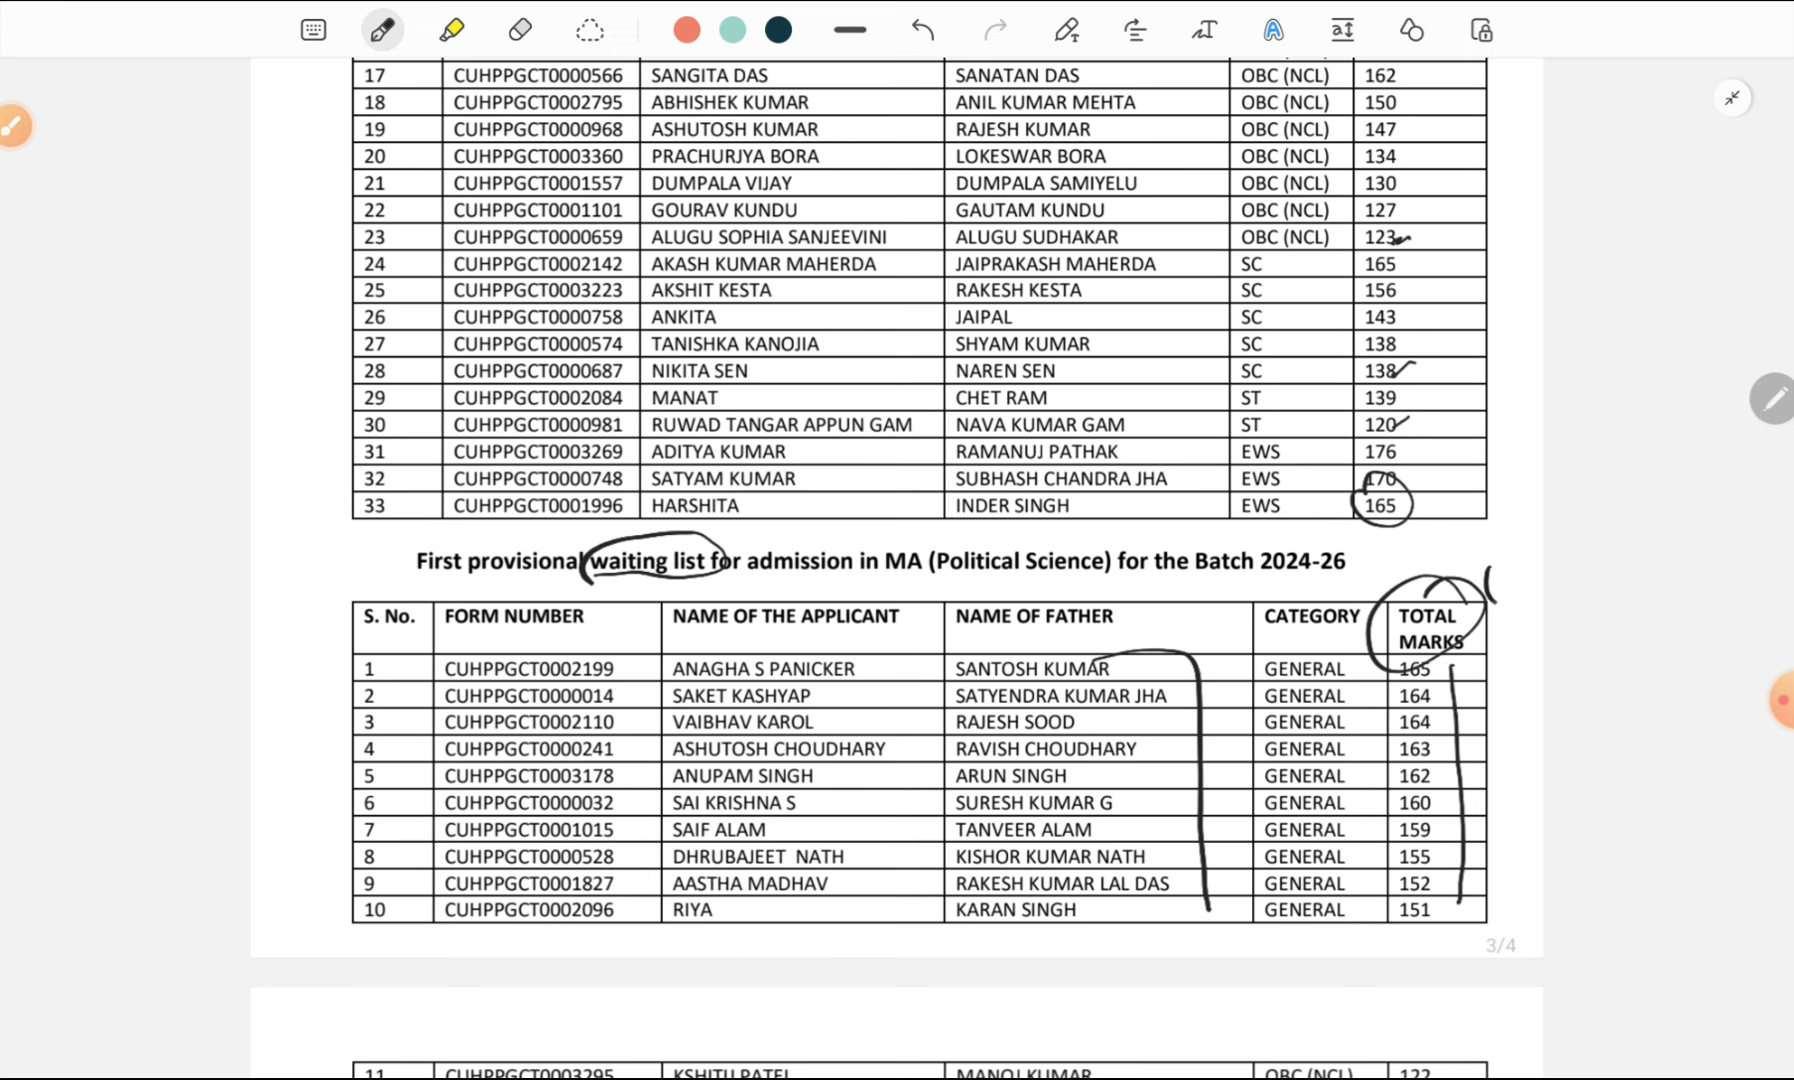 17 CUHPPGCT0000566 SANGITA DAS SANATAN DAS OBC (NCL) 162
18 CUHPPGCT0002795 ABHISHEK KUMAR ANIL KUMAR MEHTA OBC (NCL) 150
19 CUHPPGCT0000968 ASHUTOSH KUMAR RAJESH KUMAR OBC (NCL) 147
20 CUHPPGCT0003360 PRACHURJYA BORA LOKESWAR BORA OBC (NCL) 134
21 CUHPPGCT0001557 DUMPALA VIJAY DUMPALA SAMIYELU OBC (NCL) 130
22 CUHPPGCT0001101 GOURAV KUNDU GAUTAM KUNDU OBC (NCL) 127
23 CUHPPGCT0000659 ALUGU SOPHIA SANJEEVINI ALUGU SUDHAKAR OBC (NCL) 123
24 CUHPPGCT0002142 AKASH KUMAR MAHERDA JAIPRAKASH MAHERDA SC 165
25 CUHPPGCT0003223 AKSHIT KESTA RAKESH KESTA SC 156
26 CUHPPGCT0000758 ANKITA JAIPAL SC 143
27 CUHPPGCT0000574 TANISHKA KANOJIA SHYAM KUMAR SC 138
28 CUHPPGCT0000687 NIKITA SEN NAREN SEN SC 138
29 CUHPPGCT0002084 MANAT CHET RAM ST 139
30 CUHPPGCT0000981 RUWAD TANGAR APPUN GAM NAVA KUMAR GAM ST 120
31 CUHPPGCT0003269 ADITYA KUMAR RAMANUJ PATHAK EWS 176
32 CUHPPGCT0000748 SATYAM KUMAR SUBHASH CHANDRA JHA EWS 170
33 CUHPPGCT0001996 HARSHITA INDER SINGH EWS 165
First provisional waiting list for admission in MA (Political Science) for the Batch 2024-26
S. No. FORM NUMBER NAME OF THE APPLICANT NAME OF FATHER CATEGORY TOTAL
MARKS
1 CUHPPGCT0002199 ANAGHA S PANICKER SANTOSH KUMAR GENERAL 165
2 CUHPPGCT0000014 SAKET KASHYAP SATYENDRA KUMAR JHA GENERAL 164
3 CUHPPGCT0002110 VAIBHAV KAROL RAJESH SOOD GENERAL 164
4 CUHPPGCT0000241 ASHUTOSH CHOUDHARY RAVISH CHOUDHARY GENERAL 163
5 CUHPPGCT0003178 ANUPAM SINGH ARUN SINGH GENERAL 162
6 CUHPPGCT0000032 SAI KRISHNA S SURESH KUMAR G GENERAL 160
7 CUHPPGCT0001015 SAIF ALAM TANVEER ALAM GENERAL 159
8 CUHPPGCT0000528 DHRUBAJEET NATH KISHOR KUMAR NATH GENERAL 155
9 CUHPPGCT0001827 AASTHA MADHAV RAKESH KUMAR LAL DAS GENERAL 152
10 CUHPPGCT0002096 RIYA KARAN SINGH GENERAL 151
3/4
11 CUHPPGCT0003295 KSHITIJ PATEL MANOJ KUMAR OBC (NCL) 122